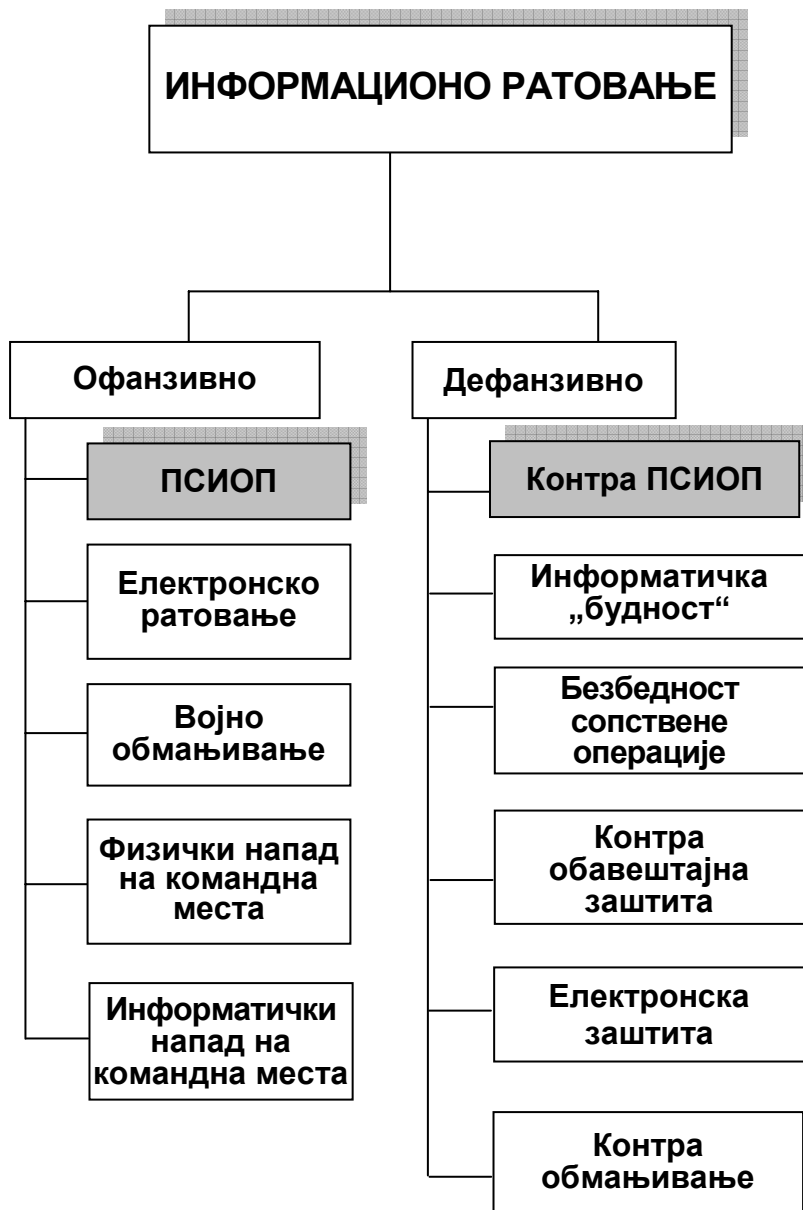 ИНФОРМАЦИОНО РАТОВАЊЕ
Офанзивно
ПСИОП
Електронско
ратовање
Војно
обмањивање
Физички напад
на командна
места
Информатички
напад на
командна места
Дефанзивно
Контра ПСИОП
Информатичка
„будност“
Безбедност
сопствене
операције
Контра
обавештајна
заштита
Електронска
заштита
Контра
обмањивање